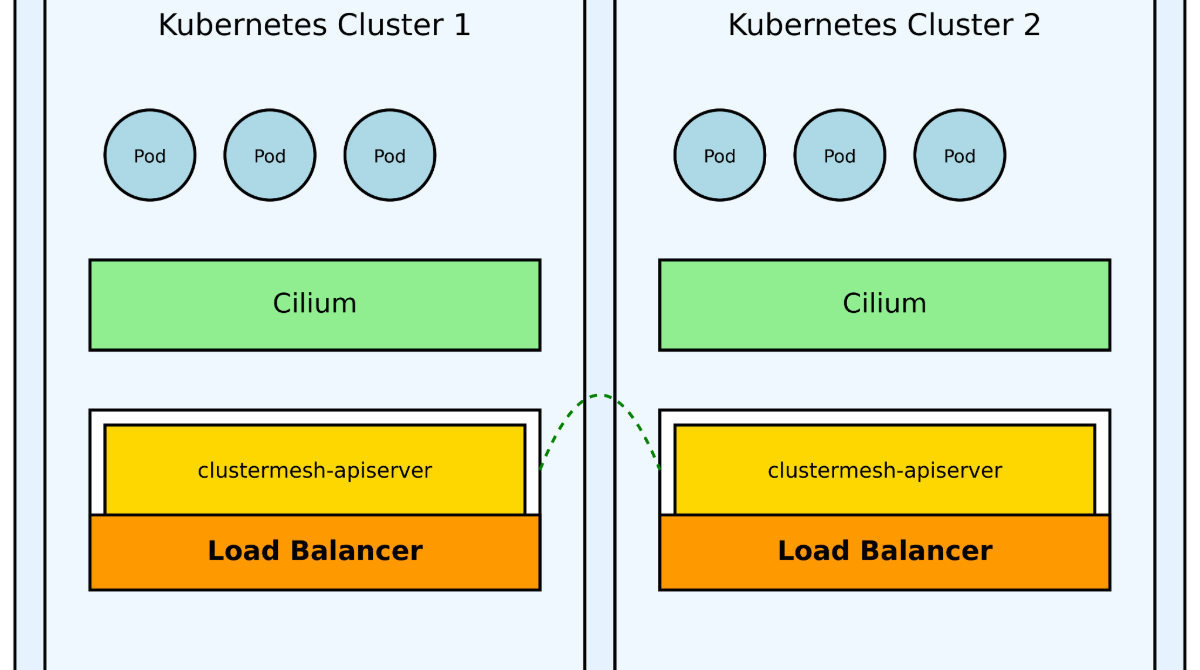 Kubernetes Cluster 1
Kubernetes Cluster 2
Pod
Pod
Pod
Pod
Pod
Pod
Cilium
Cilium
clustermesh-apiserver
clustermesh-apiserver
Load Balancer
Load Balancer